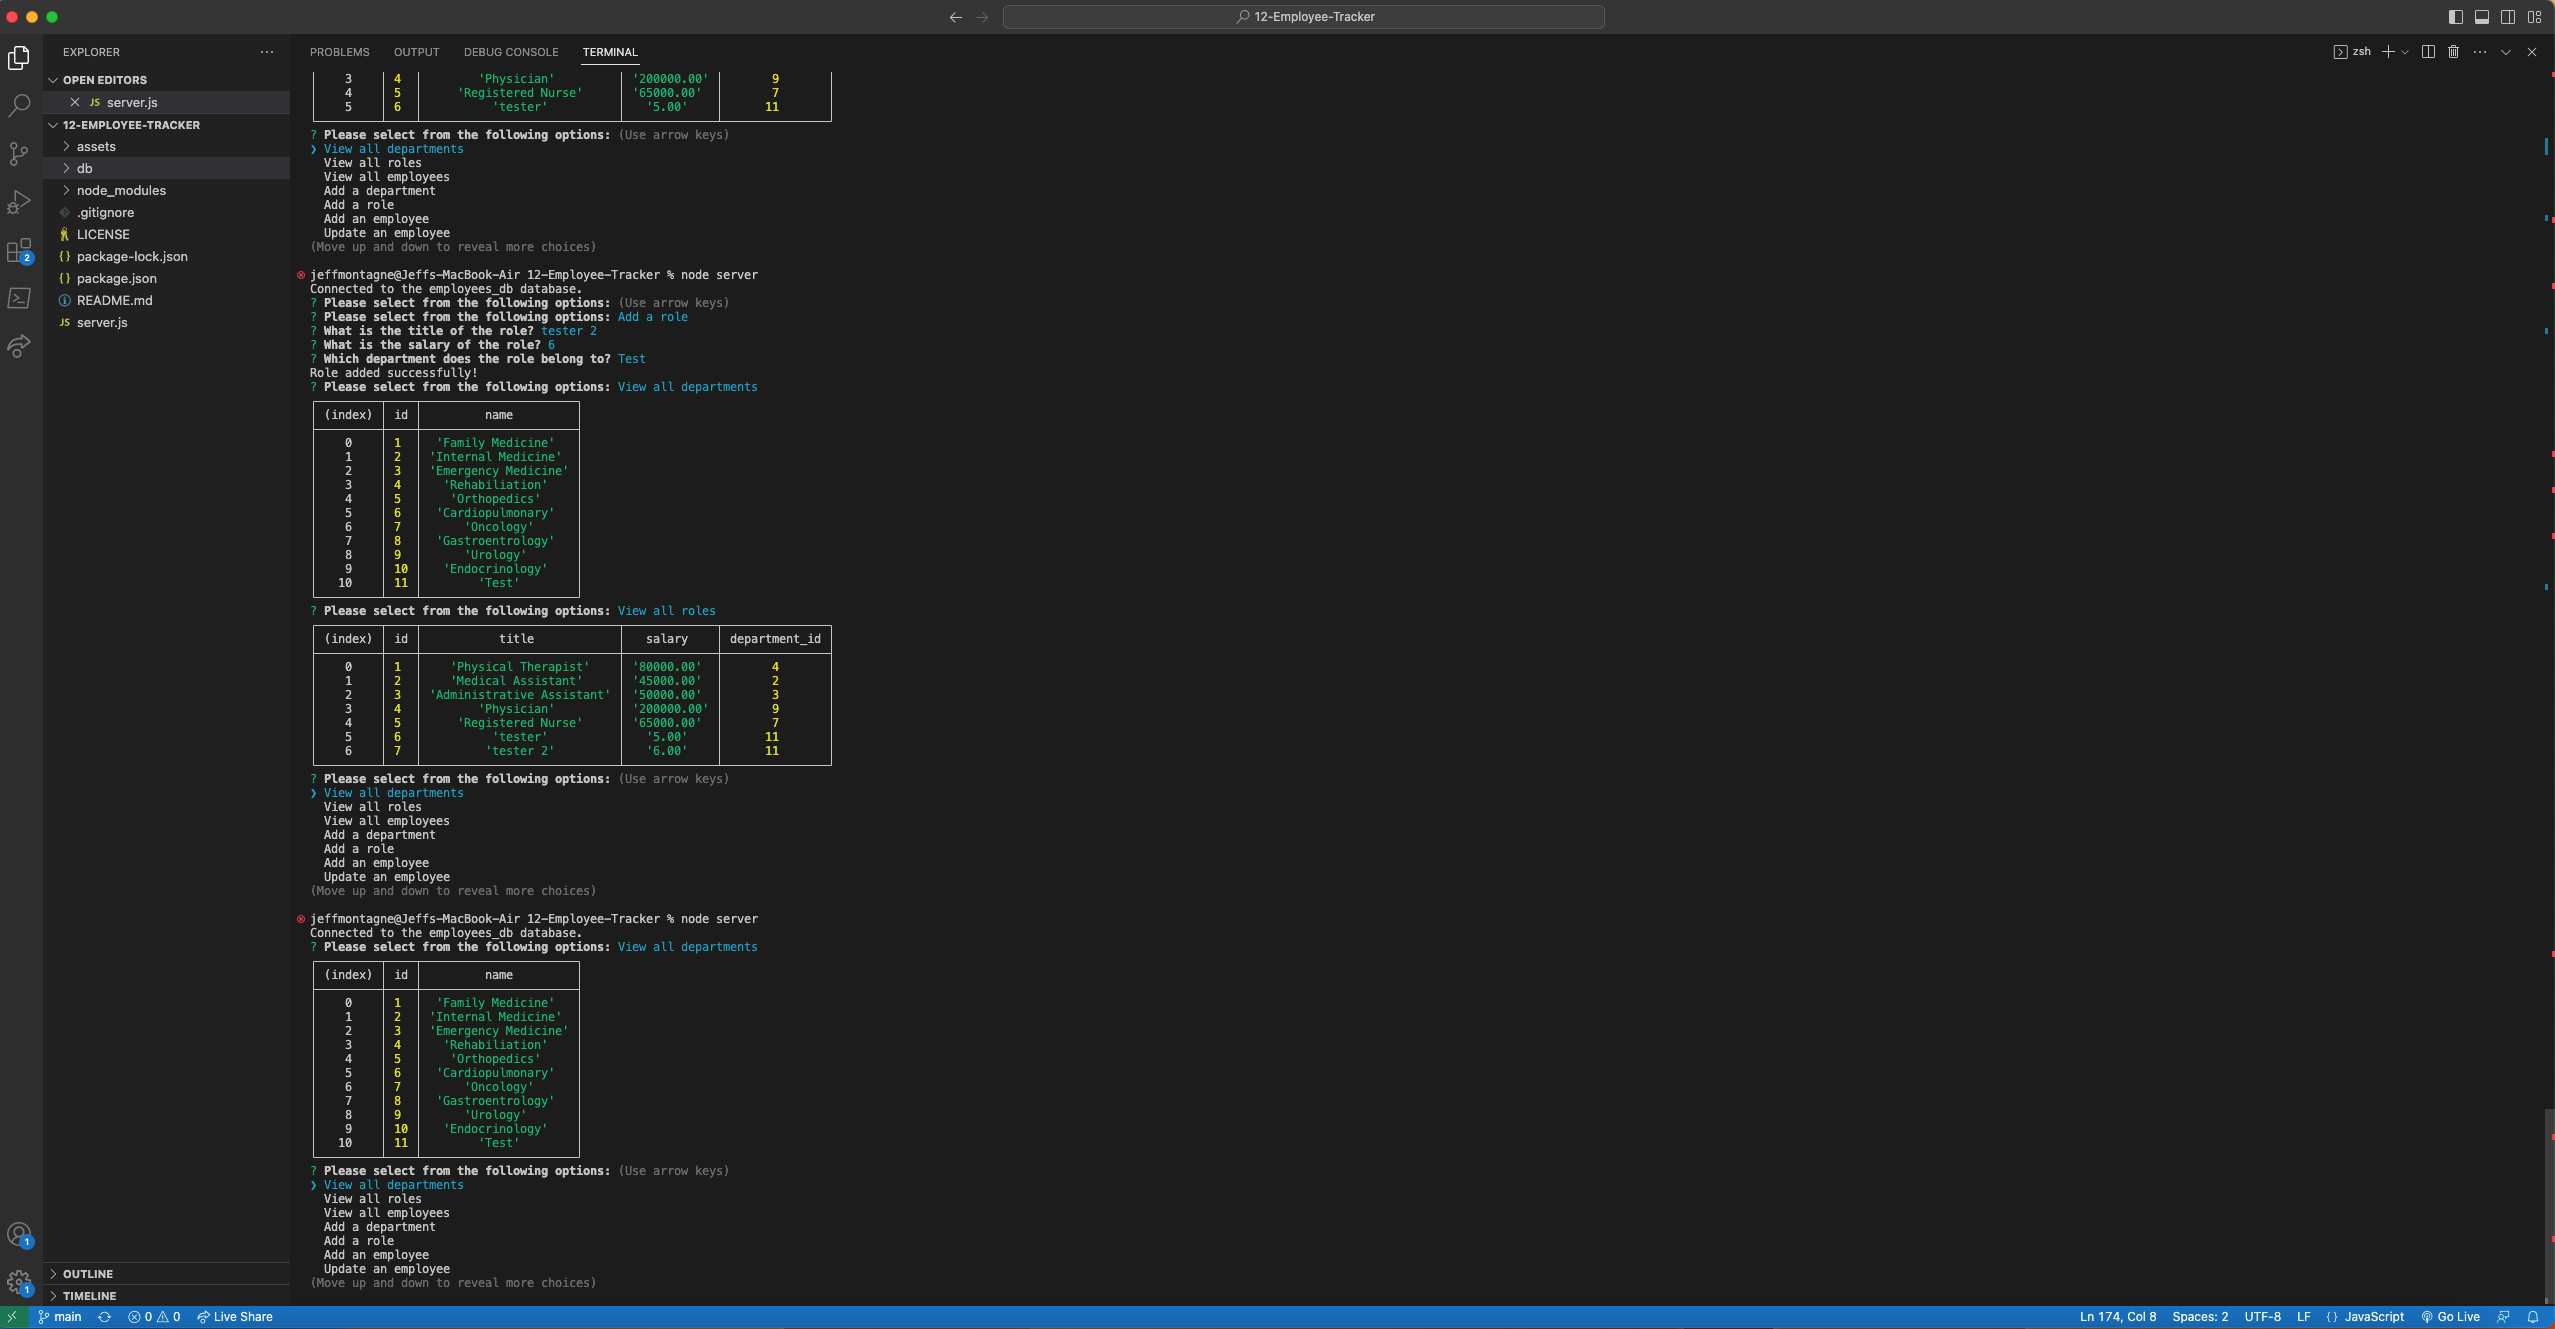 12-Employee-Tracker
EXPLORER
OPEN EDITORS
JS server.js
12-EMPLOYEE-TRACKER
assets
db
node_modules
.gitignore
LICENSE
{} package-lock.json
{} package.json
README.md
JS server.js
OUTLINE
TIMELINE
2
1
1
PROBLEMS OUTPUT DEBUG CONSOLE TERMINAL
zsh
3 4 'Physician' '200000.00' 9
4 5 'Registered Nurse' '65000.00' 7
5 6 'tester' '5.00' 11
? Please select from the following options: (Use arrow keys)
❯ View all departments
View all roles
View all employees
Add a department
Add a role
Add an employee
Update an employee
(Move up and down to reveal more choices)
jeffmontagne@Jeffs-MacBook-Air 12-Employee-Tracker % node server
Connected to the employees_db database.
? Please select from the following options: (Use arrow keys)
? Please select from the following options: Add a role
? What is the title of the role? tester 2
? What is the salary of the role? 6
? Which department does the role belong to? Test
Role added successfully!
? Please select from the following options: View all departments
(index) id name
0 1 'Family Medicine'
1 2 'Internal Medicine'
2 3 'Emergency Medicine'
3 4 'Rehabiliation'
4 5 'Orthopedics'
5 6 'Cardiopulmonary'
6 7 'Oncology'
7 8 'Gastroentrology'
8 9 'Urology'
9 10 'Endocrinology'
10 11 'Test'
? Please select from the following options: View all roles
(index) id title salary department_id
0 1 'Physical Therapist' '80000.00' 4
1 2 'Medical Assistant' '45000.00' 2
2 3 'Administrative Assistant' '50000.00' 3
3 4 'Physician' '200000.00' 9
4 5 'Registered Nurse' '65000.00' 7
5 6 'tester' '5.00' 11
6 7 'tester 2' '6.00' 11
? Please select from the following options: (Use arrow keys)
❯ View all departments
View all roles
View all employees
Add a department
Add a role
Add an employee
Update an employee
(Move up and down to reveal more choices)
jeffmontagne@Jeffs-MacBook-Air 12-Employee-Tracker % node server
Connected to the employees_db database.
? Please select from the following options: View all departments
(index) id name
0 1 'Family Medicine'
1 2 'Internal Medicine'
2 3 'Emergency Medicine'
3 4 'Rehabiliation'
4 5 'Orthopedics'
5 6 'Cardiopulmonary'
6 7 'Oncology'
7 8 'Gastroentrology'
8 9 'Urology'
9 10 'Endocrinology'
10 11 'Test'
? Please select from the following options: (Use arrow keys)
❯ View all departments
View all roles
View all employees
Add a department
Add a role
Add an employee
Update an employee
(Move up and down to reveal more choices)
main 0 0 Live Share Ln 174, Col 8 Spaces: 2 UTF-8 LF {} JavaScript Go Live